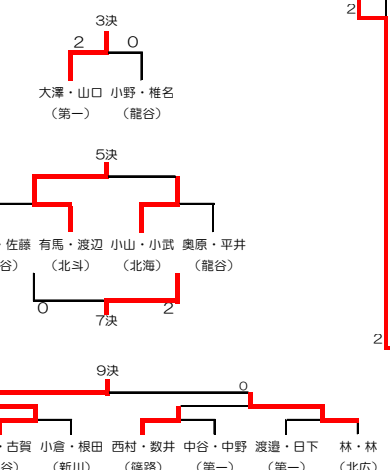 2
3決
2 0
大澤・山口 小野・椎名
（第一） （龍谷）
5決
・佐藤 有馬・渡辺 小山・小武 奥原・平井
谷） （北斗） （北海） （龍谷）
0 2
7決
2
9決
0
・古賀 小倉・根田 西村・数井 中谷・中野 渡邉・日下 林・林
谷） （新川） （篠路） （第一） （第一） （北広）